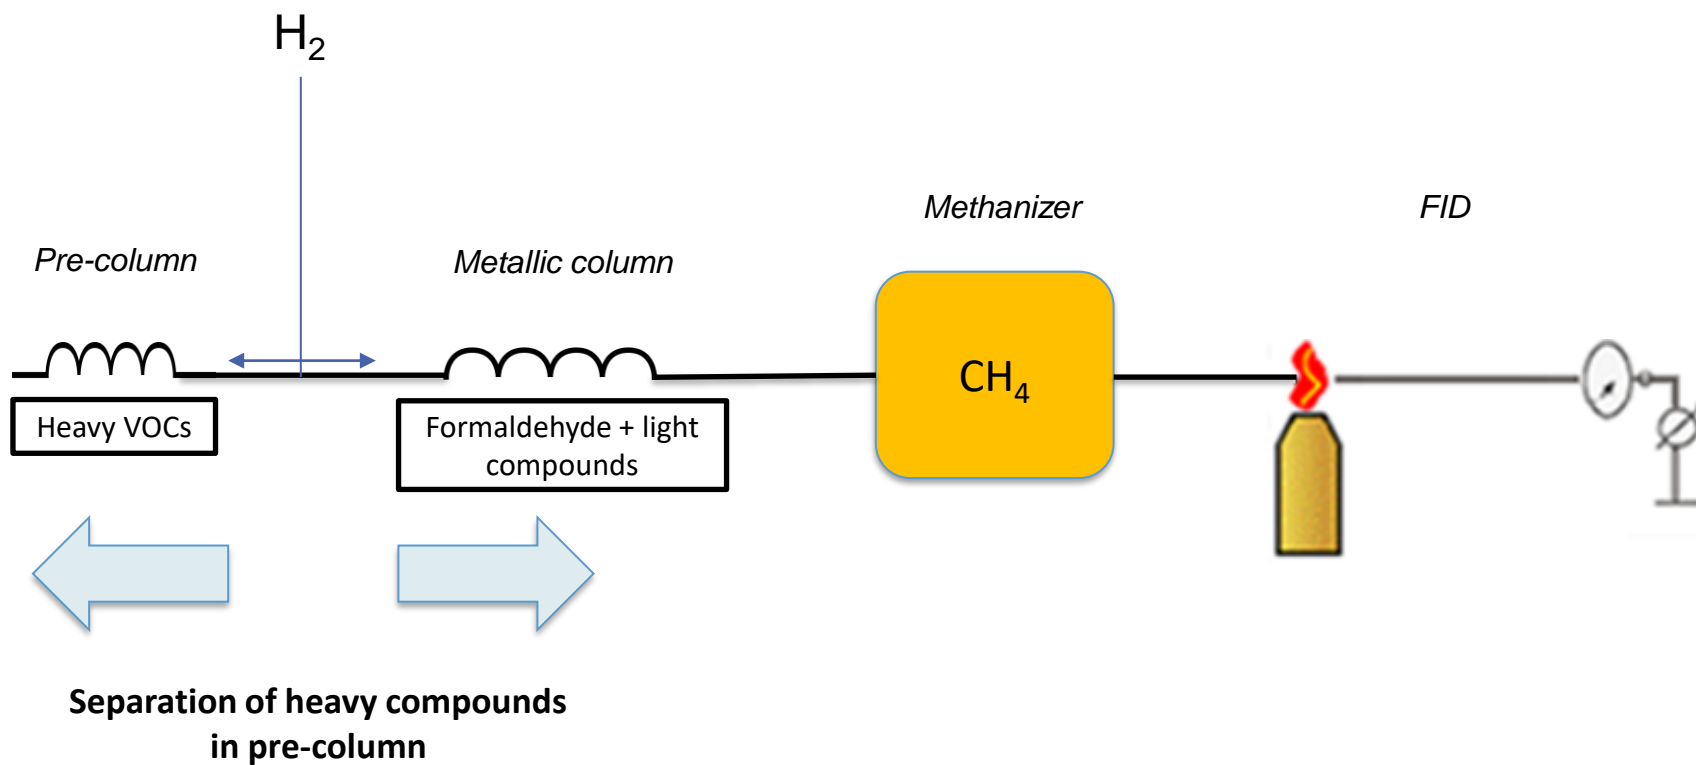 H₂
Methanizer
FID
Pre-column
Metallic column
CH₄
Heavy VOCs
Formaldehyde + light
compounds
Separation of heavy compounds
in pre-column